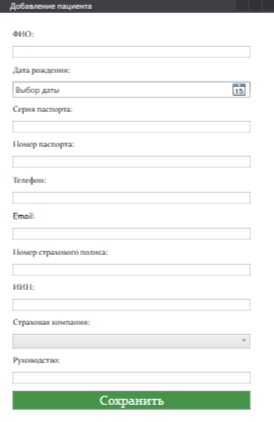 Добавление пациента
ФИО:
Дата рождения:
Выбор даты
15
Серия паспорта:
Номер паспорта:
Телефон:
Email:
Номер страхового полиса:
ИНН:
Страховая компания:
Руководство:
Сохранить